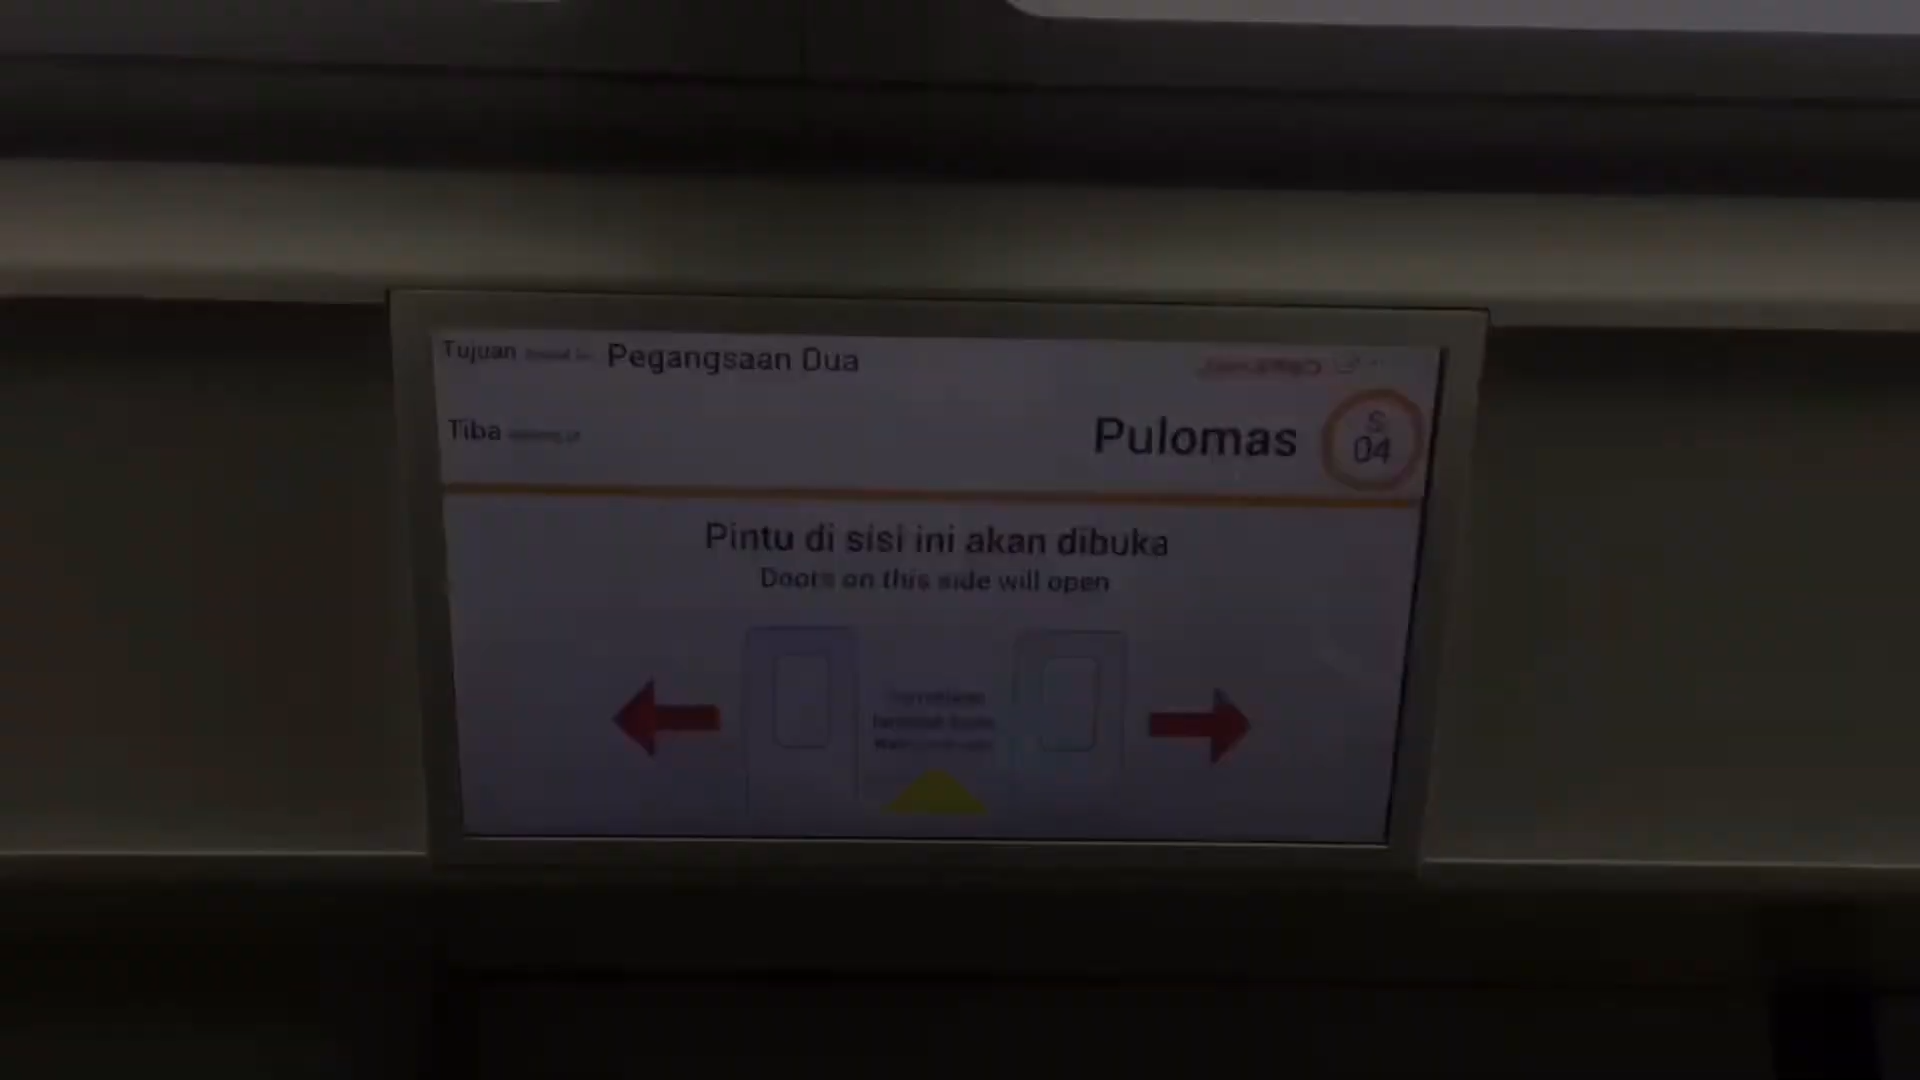 Tujuan Pegangsaan Dua
Tiba
Pulomas
S
04
Pintu di sisi ini akan dibuka
Doors on this side will open